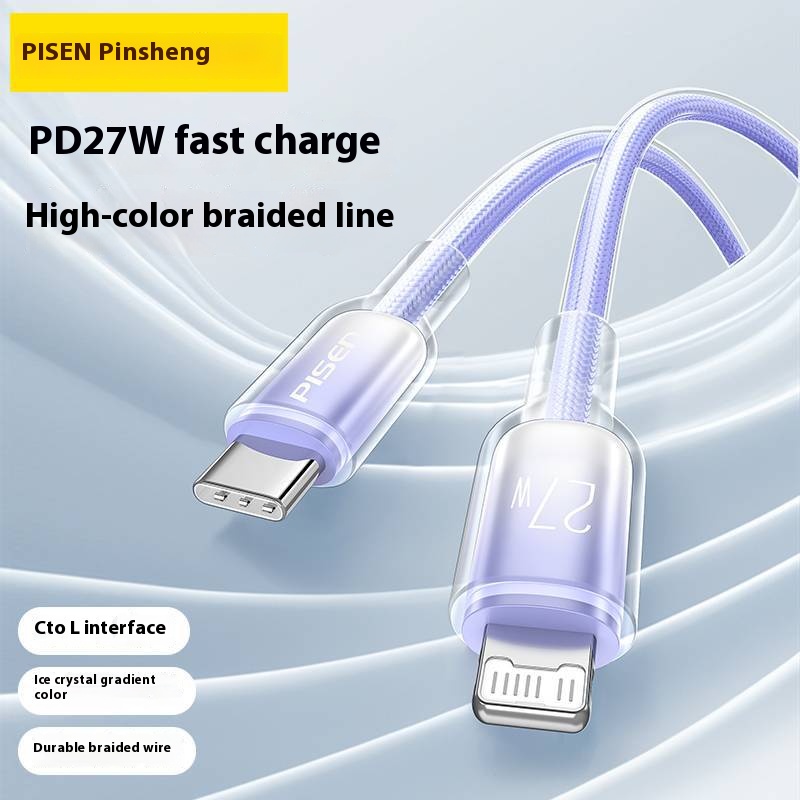 PISEN Pinsheng
PD27W fast charge
High-color braided line
PISEN
27W
Cto L interface
Ice crystal gradient
color
Durable braided wire